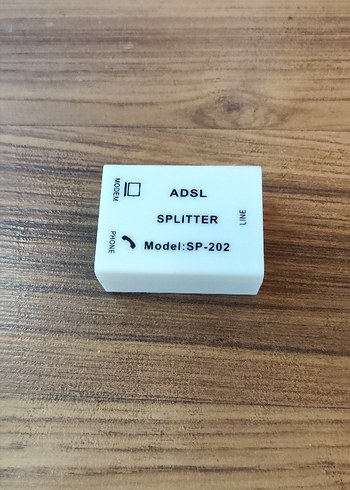 MODEM
ADSL
SPLITTER
LINE
PHONE
Model:SP-202